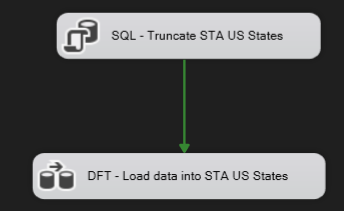 SQL - Truncate STA US States
DFT - Load data into STA US States